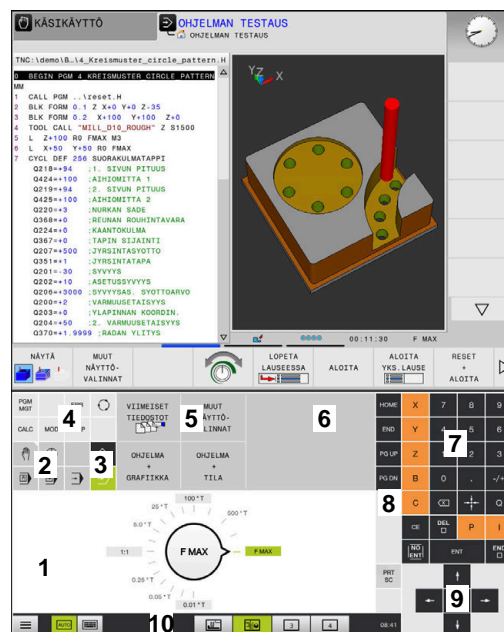 KÄSIKÄYTTÖ
OHJELMAN TESTAUS
OHJELMAN TESTAUS
TNC:\demo\B…\4_Kreismuster_circle_pattern.H
0 BEGIN PGM 4_KREISMUSTER_CIRCLE_PATTERN
MM
1 CALL PGM ..\reset.H
2 BLK FORM 0.1 Z X+0 Y+0 Z-35
3 BLK FORM 0.2 X+100 Y+100 Z+0
4 TOOL CALL "MILL_D10_ROUGH" Z S1500
5 L Z+100 R0 FMAX M3
6 L X+50 Y+50 R0 FMAX
7 CYCL DEF 256 SUORAKULMATAPPI
Q218=+94 ;1. SIVUN PITUUS
Q424=+100 ;AIHIOMITTA 1
Q219=+94 ;2. SIVUN PITUUS
Q425=+100 ;AIHIOMITTA 2
Q220=+3 ;NURKAN SADE
Q368=+0 ;REUNAN ROUHINTAVARA
Q224=+0 ;KAANTOKULMA
Q367=+0 ;TAPIN SIJAINTI
Q207=+500 ;JYRSINTASYOTTO
Q351=+1 ;JYRSINTATAPA
Q201=-30 ;SYVYYS
Q202=+10 ;ASETUSSYVYYS
Q206=+3000 ;SYVYYSAS. SYOTTOARVO
Q200=+2 ;VARMUUSETAISYYS
Q203=+0 ;YLAPINNAN KOORDIN.
Q204=+50 ;2. VARMUUSETAISYYS
Q370=+1.9999 ;RADAN YLITYS
Y Z X
00:11:30 F MAX
NÄYTÄ
MUUT
NÄYTTÖ-
VALINNAT
LOPETA
LAUSEESSA
ALOITA
ALOITA
YKS.LAUSE
RESET
+
ALOITA
PGM
MGT
CALC
MOD
4
2
3
VIIMEISET
TIEDOSTOT
5
MUUT
NÄYTTÖ-
VALINNAT
OHJELMA
+
GRAFIIKKA
OHJELMA
+
TILA
6
HOME X 7 8 9
END Y 4 5 6
7
PG UP Z 1 2 3
PG DN B 0 . -/+
8
C Q
CE DEL P I
NO
ENT
ENT
END
PRT
SC
9
1
100°T
25°T
500°T
5.0°T
1:1
F MAX
F MAX
0.25°T
0.05°T
0.01°T
AUTO
10
3
4
08:41